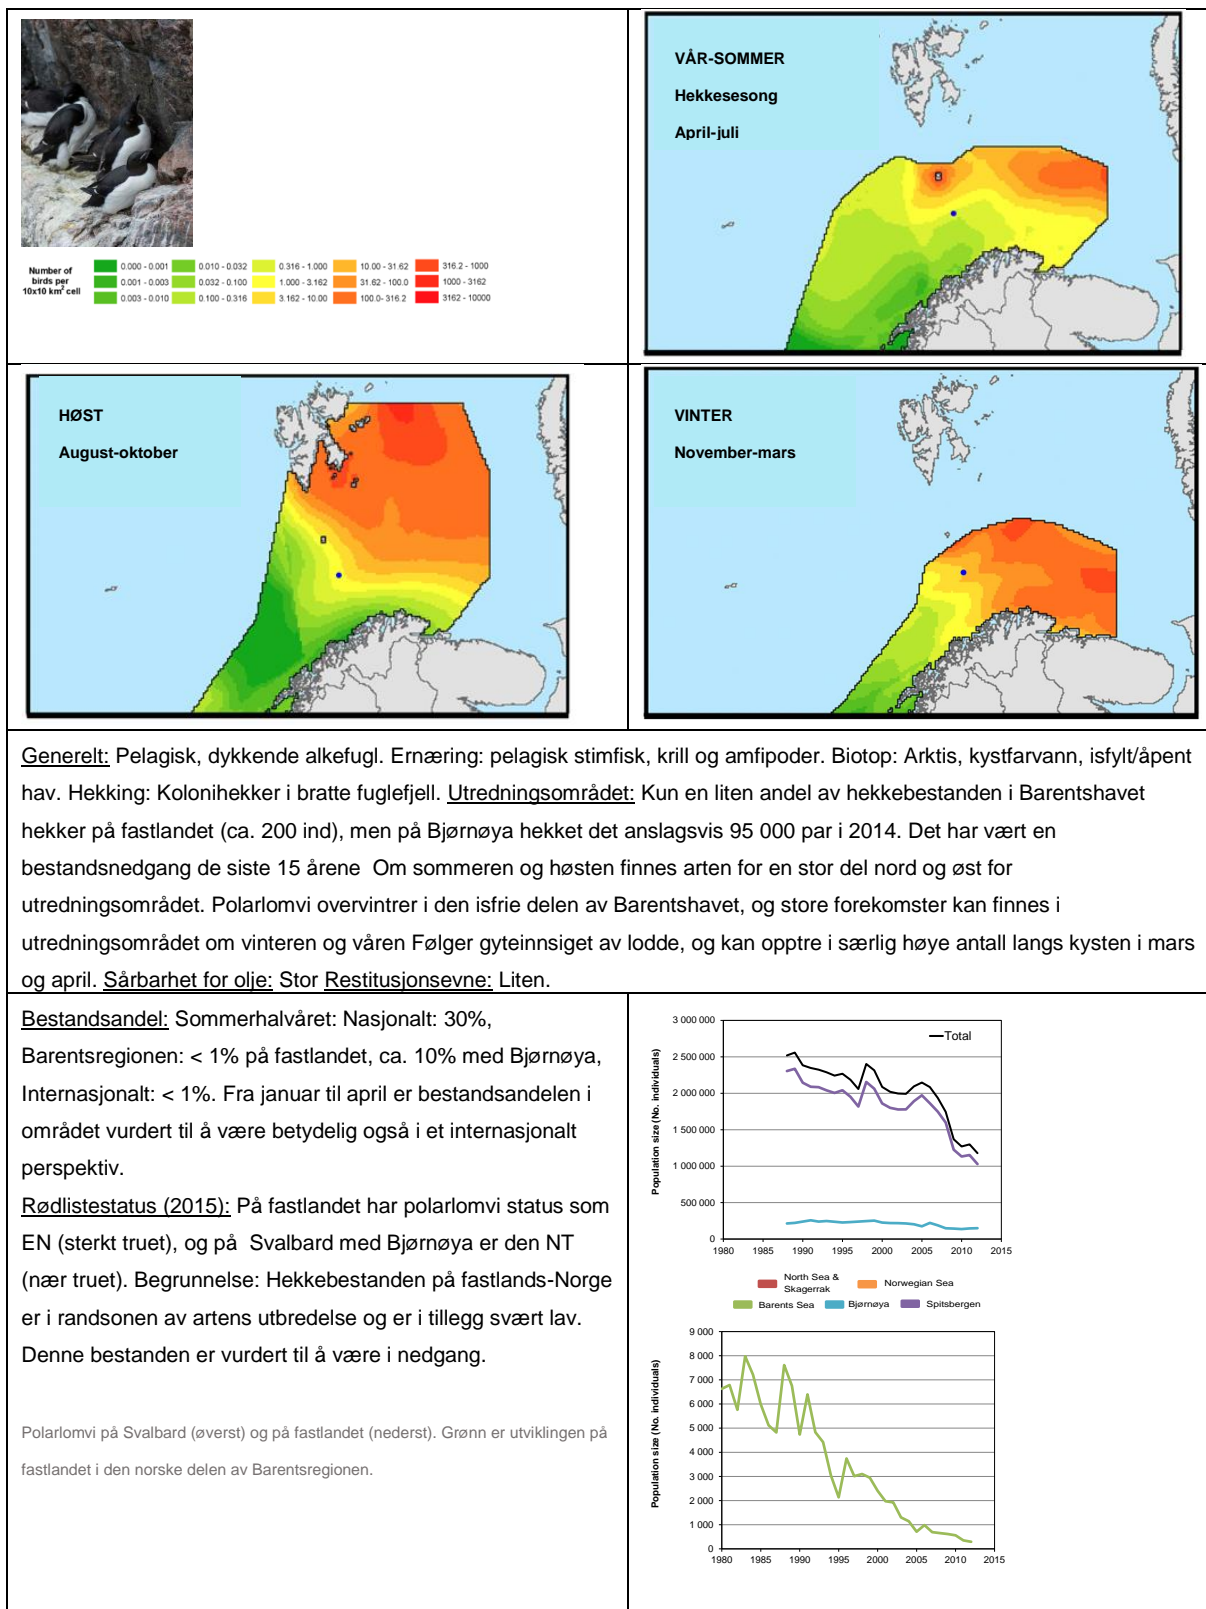 Number of
birds per
10x10 km² cell
0.000 - 0.001
0.001 - 0.003
0.003 - 0.010
0.010 - 0.032
0.032 - 0.100
0.100 - 0.316
0.316 - 1.000
1.000 - 3.162
3.162 - 10.00
10.00 - 31.62
31.62 - 100.0
100.0- 316.2
316.2 - 1000
1000 - 3162
3162 - 10000
VÅR-SOMMER
Hekkesesong
April-juli
HØST
August-oktober
VINTER
November-mars
Generelt: Pelagisk, dykkende alkefugl. Ernæring: pelagisk stimfisk, krill og amfipoder. Biotop: Arktis, kystfarvann, isfylt/åpent
hav. Hekking: Kolonihekker i bratte fuglefjell. Utredningsområdet: Kun en liten andel av hekkebestanden i Barentshavet
hekker på fastlandet (ca. 200 ind), men på Bjørnøya hekket det anslagsvis 95 000 par i 2014. Det har vært en
bestandsnedgang de siste 15 årene  Om sommeren og høsten finnes arten for en stor del nord og øst for
utredningsområdet. Polarlomvi overvintrer i den isfrie delen av Barentshavet, og store forekomster kan finnes i
utredningsområdet om vinteren og våren Følger gyteinnsiget av lodde, og kan opptre i særlig høye antall langs kysten i mars
og april. Sårbarhet for olje: Stor Restitusjonsevne: Liten.
Bestandsandel: Sommerhalvåret: Nasjonalt: 30%,
Barentsregionen: < 1% på fastlandet, ca. 10% med Bjørnøya,
Internasjonalt: < 1%. Fra januar til april er bestandsandelen i
området vurdert til å være betydelig også i et internasjonalt
perspektiv.
Rødlistestatus (2015): På fastlandet har polarlomvi status som
EN (sterkt truet), og på  Svalbard med Bjørnøya er den NT
(nær truet). Begrunnelse: Hekkebestanden på fastlands-Norge
er i randsonen av artens utbredelse og er i tillegg svært lav.
Denne bestanden er vurdert til å være i nedgang.
Polarlomvi på Svalbard (øverst) og på fastlandet (nederst). Grønn er utviklingen på
fastlandet i den norske delen av Barentsregionen.
Population size (No. individuals)
3 000 000
2 500 000
2 000 000
1 500 000
1 000 000
500 000
0
Total
1980 1985 1990 1995 2000 2005 2010 2015
North Sea &
Skagerrak
Norwegian Sea
Barents Sea
Bjørnøya
Spitsbergen
Population size (No. individuals)
9 000
8 000
7 000
6 000
5 000
4 000
3 000
2 000
1 000
0
1980 1985 1990 1995 2000 2005 2010 2015